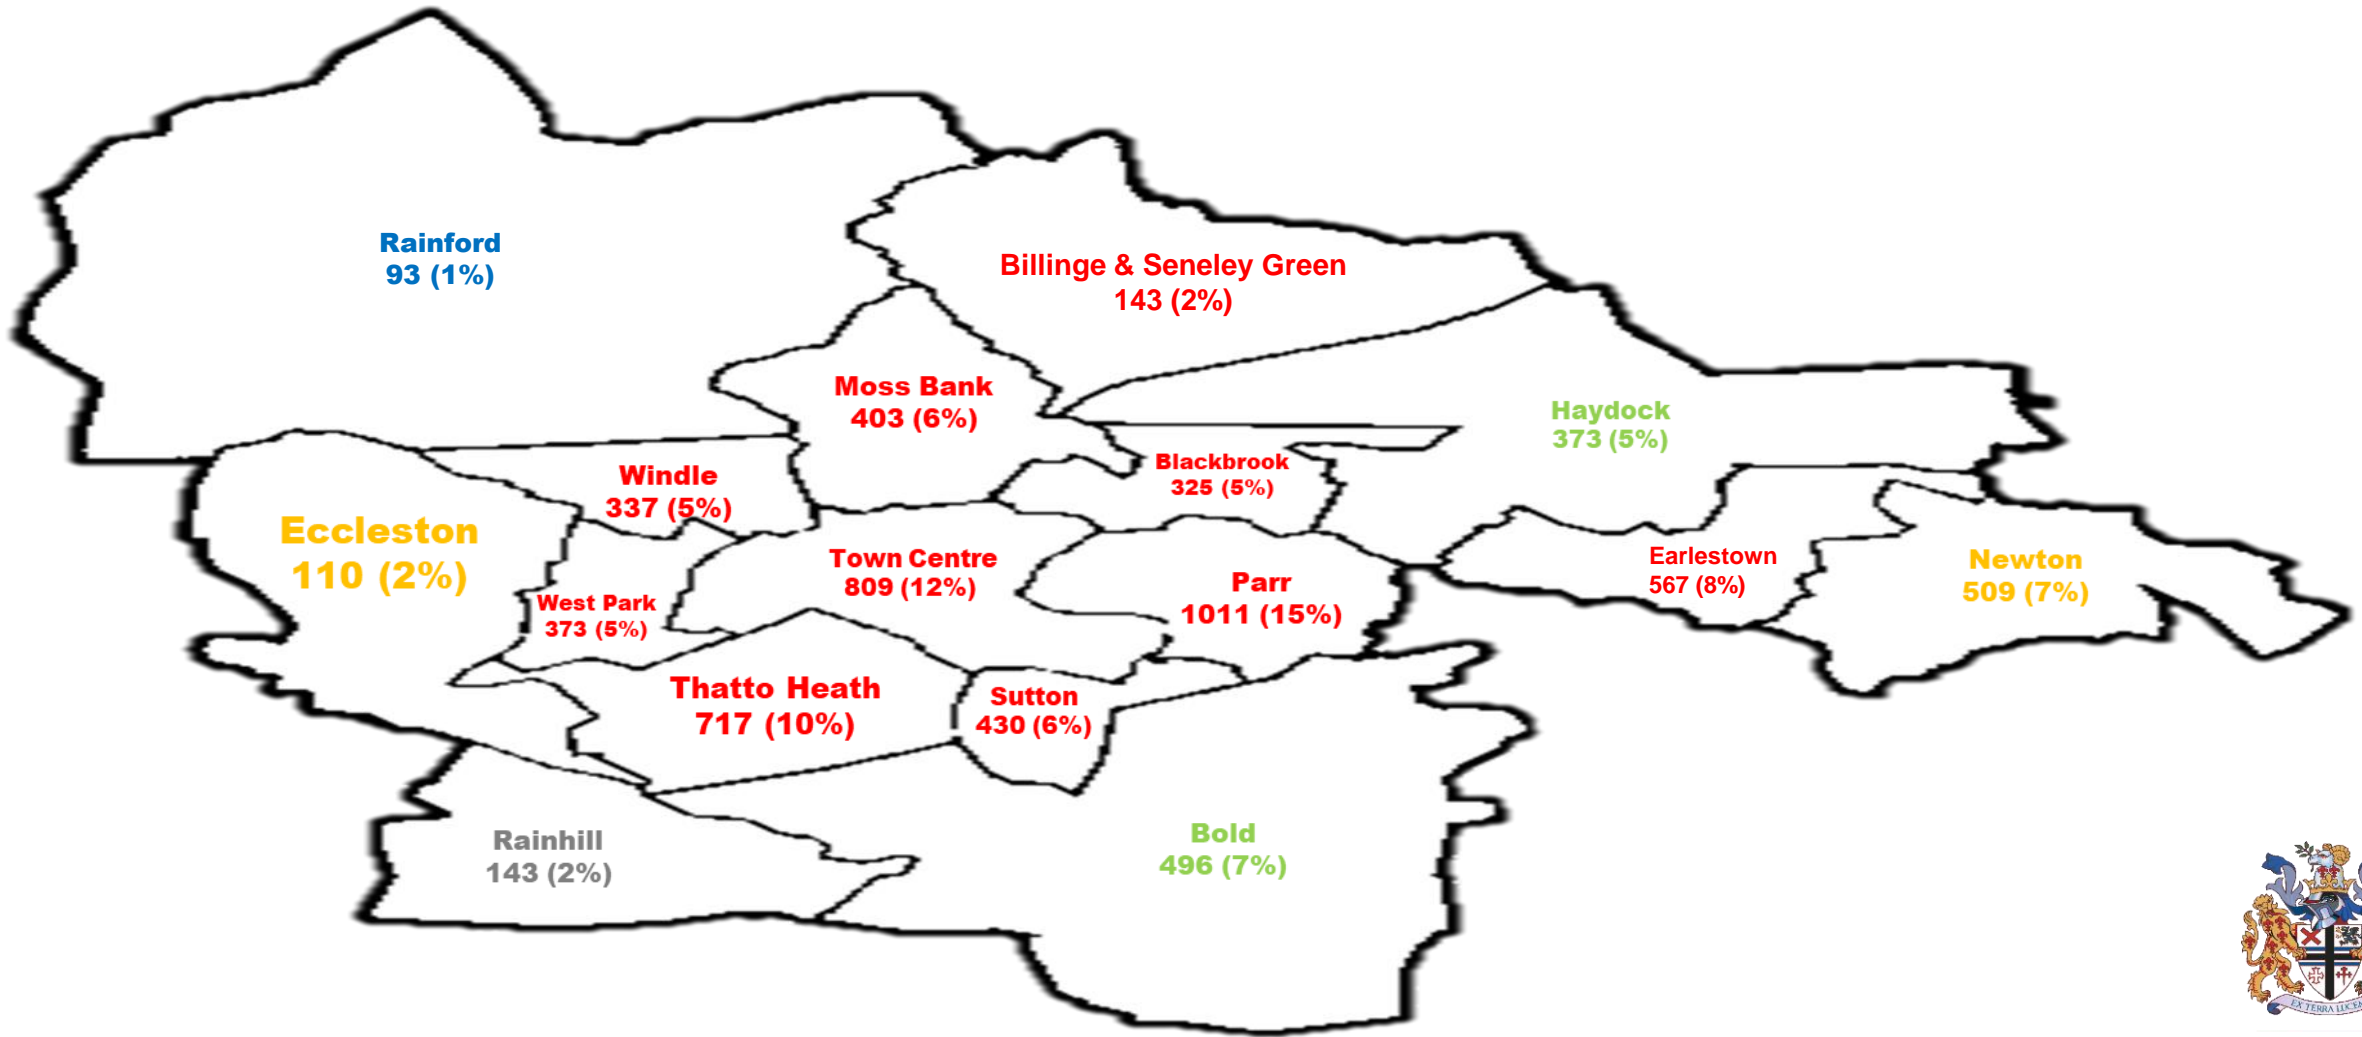 Rainford
93 (1%)
Billinge & Seneley Green
143 (2%)
Moss Bank
403 (6%)
Haydock
373 (5%)
Windle
337 (5%)
Blackbrook
325 (5%)
Eccleston
110 (2%)
West Park
373 (5%)
Town Centre
809 (12%)
Parr
1011 (15%)
Earlestown
567 (8%)
Newton
509 (7%)
Thatto Heath
717 (10%)
Sutton
430 (6%)
Rainhill
143 (2%)
Bold
496 (7%)
EX TERRA